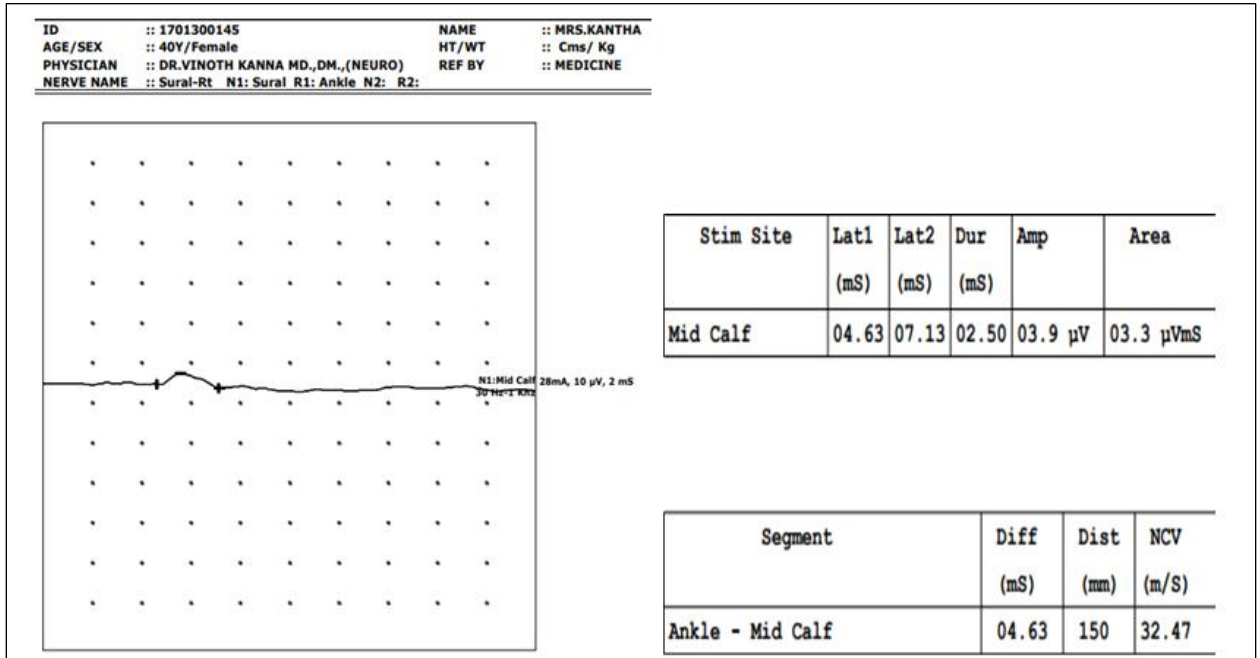 ID :: 1701300145 NAME :: MRS.KANTHA
AGE/SEX :: 40Y/Female HT/WT :: Cms/ Kg
PHYSICIAN :: DR.VINOTH KANNA MD.,DM.,(NEURO) REF BY :: MEDICINE
NERVE NAME :: Sural-Rt N1: Sural R1: Ankle N2: R2:
N1:Mid Calf 28mA, 10 µV, 2 mS
30 Hz-1 Khz
Stim Site Lat1 Lat2 Dur Amp Area
(mS) (mS) (mS)
Mid Calf 04.63 07.13 02.50 03.9 µV 03.3 µVmS
Segment Diff Dist NCV
(mS) (mm) (m/S)
Ankle - Mid Calf 04.63 150 32.47